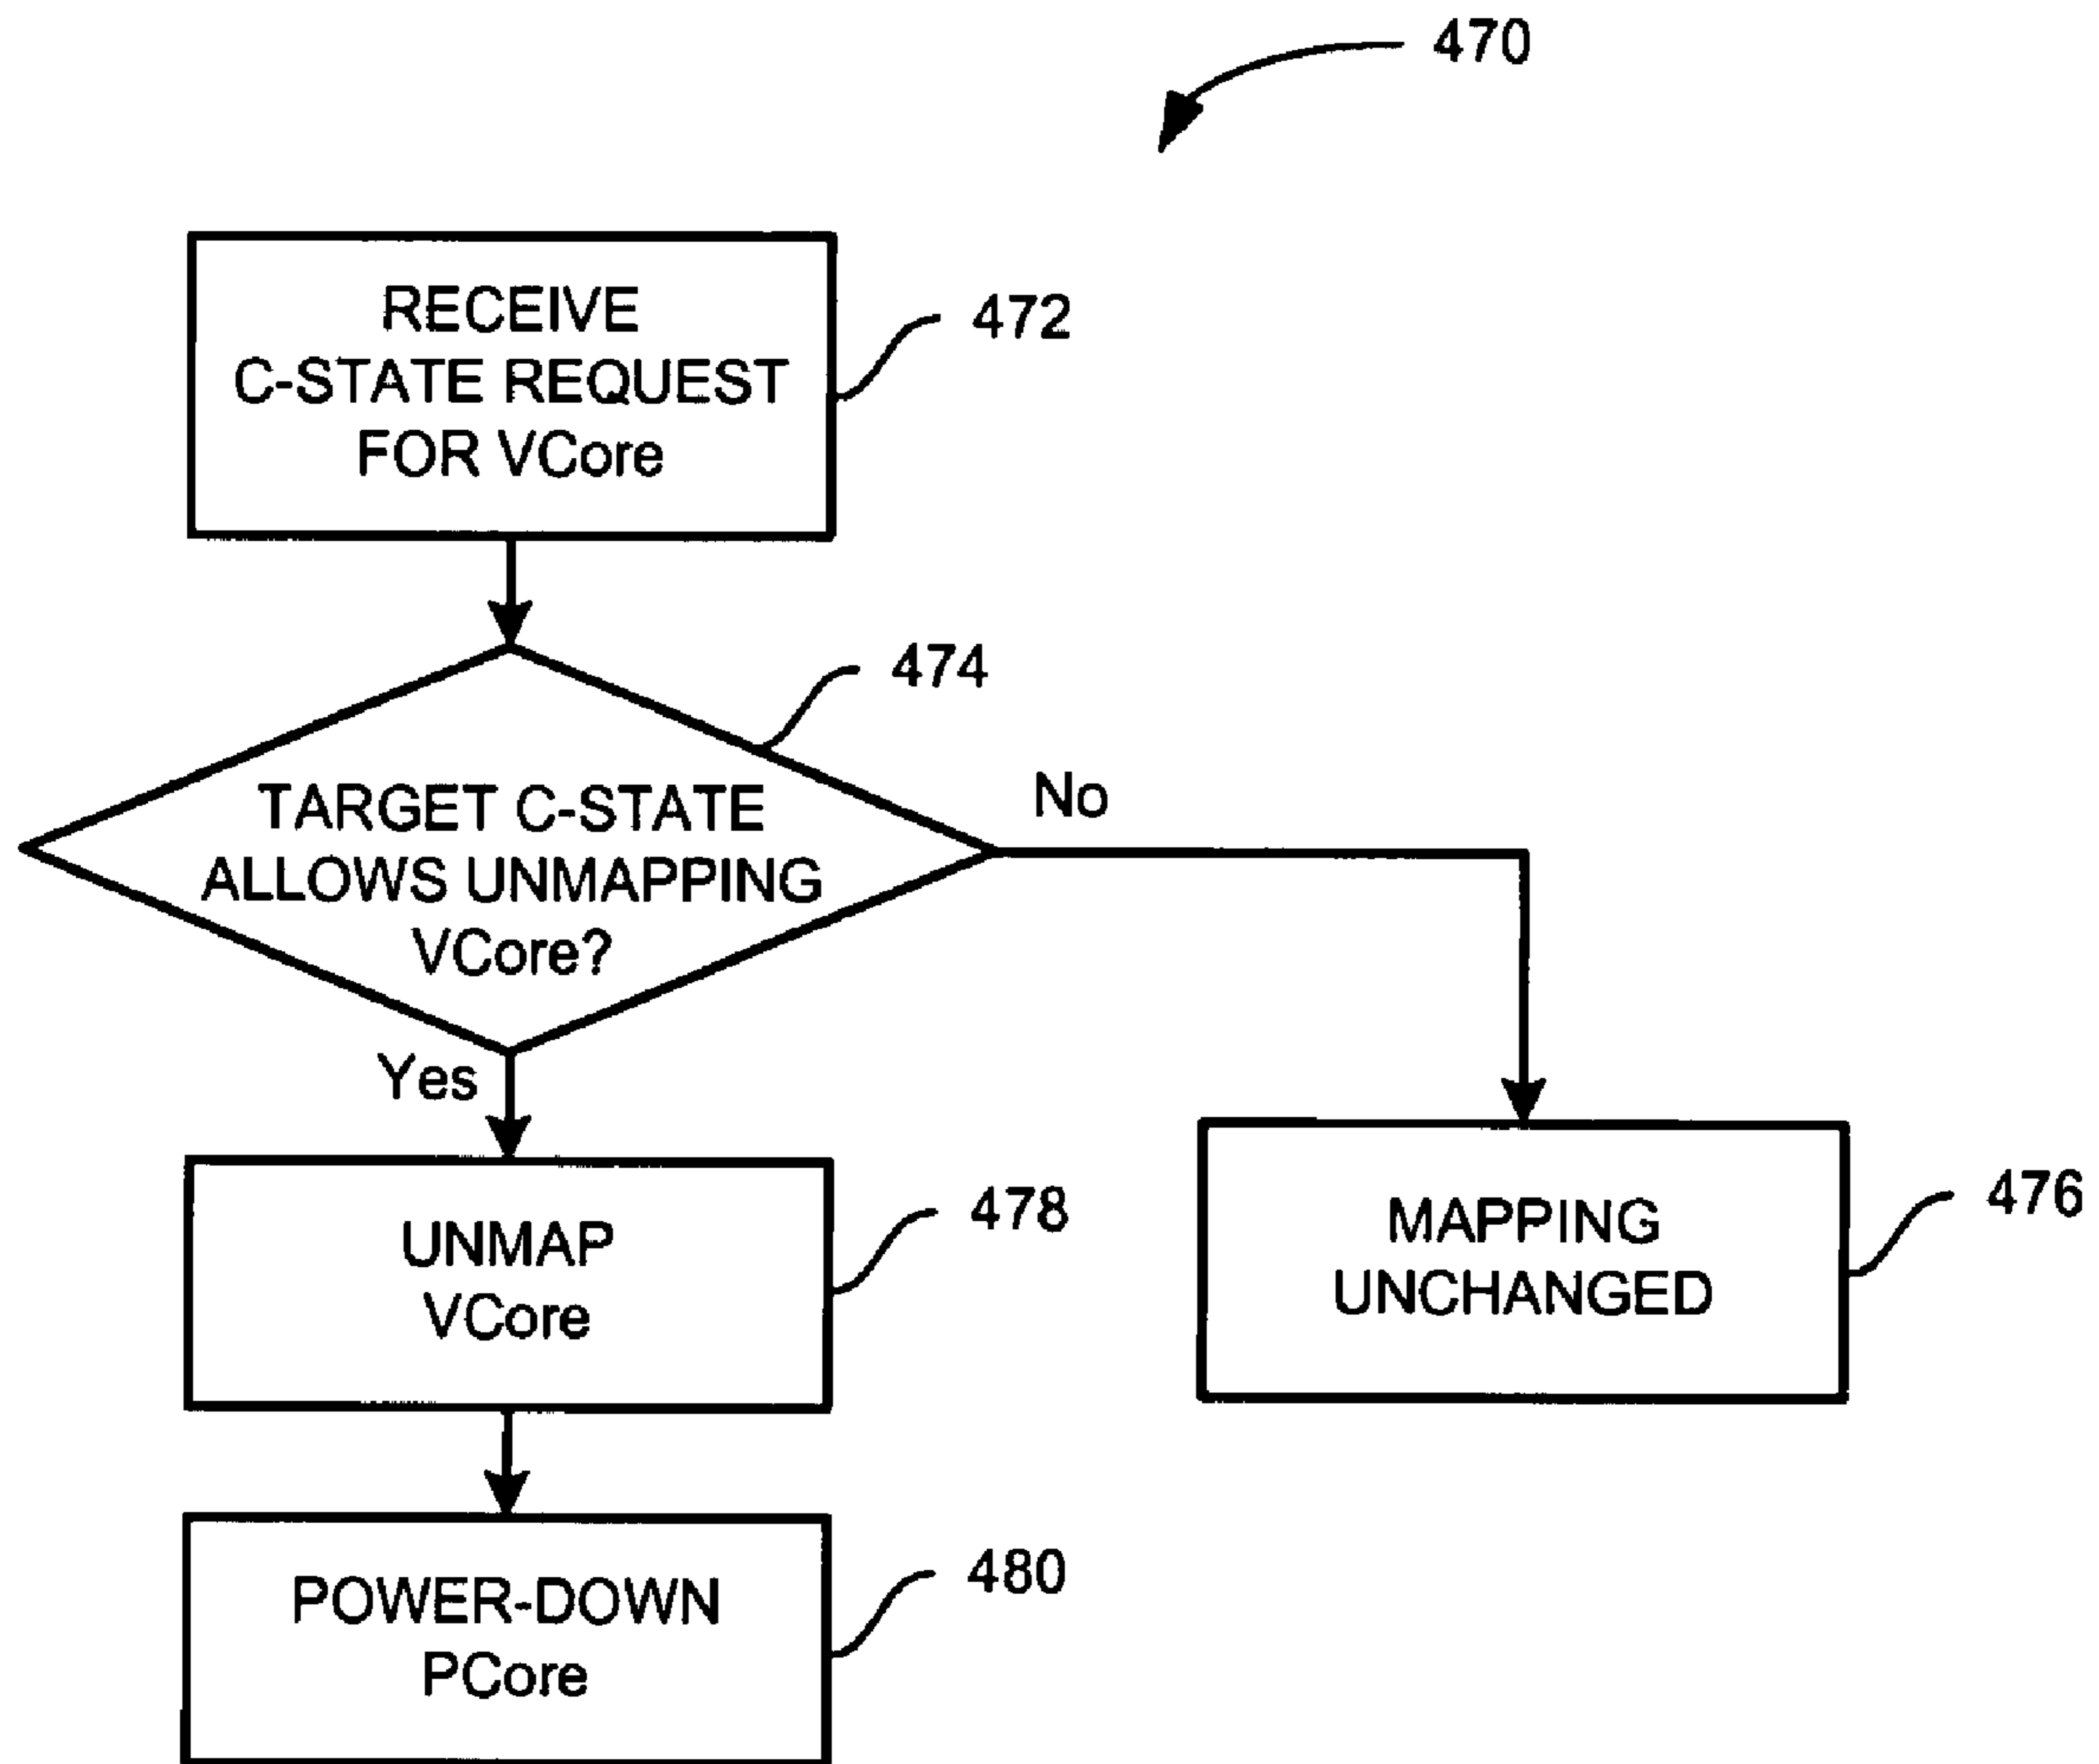 470
RECEIVE
C-STATE REQUEST
FOR VCore
472
474
TARGET C-STATE
ALLOWS UNMAPPING
VCore?
No
Yes
UNMAP
VCore
478
MAPPING
UNCHANGED
476
POWER-DOWN
PCore
480